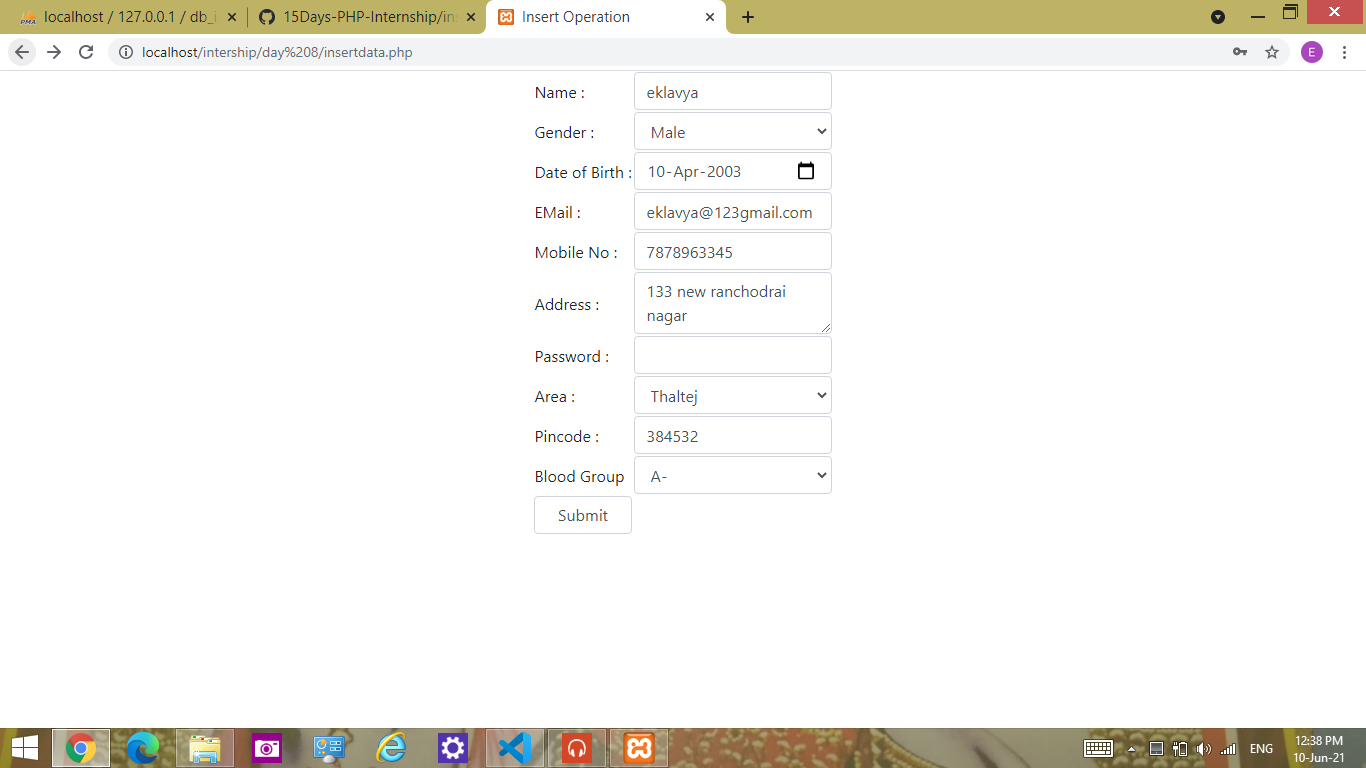 localhost / 127.0.0.1 / db_i
15Days-PHP-Internship/ins
Insert Operation
localhost/intership/day%208/insertdata.php
E
Name :
eklavya
Gender :
Male
Date of Birth :
10-Apr-2003
EMail :
eklavya@123gmail.com
Mobile No :
7878963345
Address :
133 new ranchodrai
nagar
Password :
Area :
Thaltej
Pincode :
384532
Blood Group
A-
Submit
ENG
12:38 PM
10-Jun-21